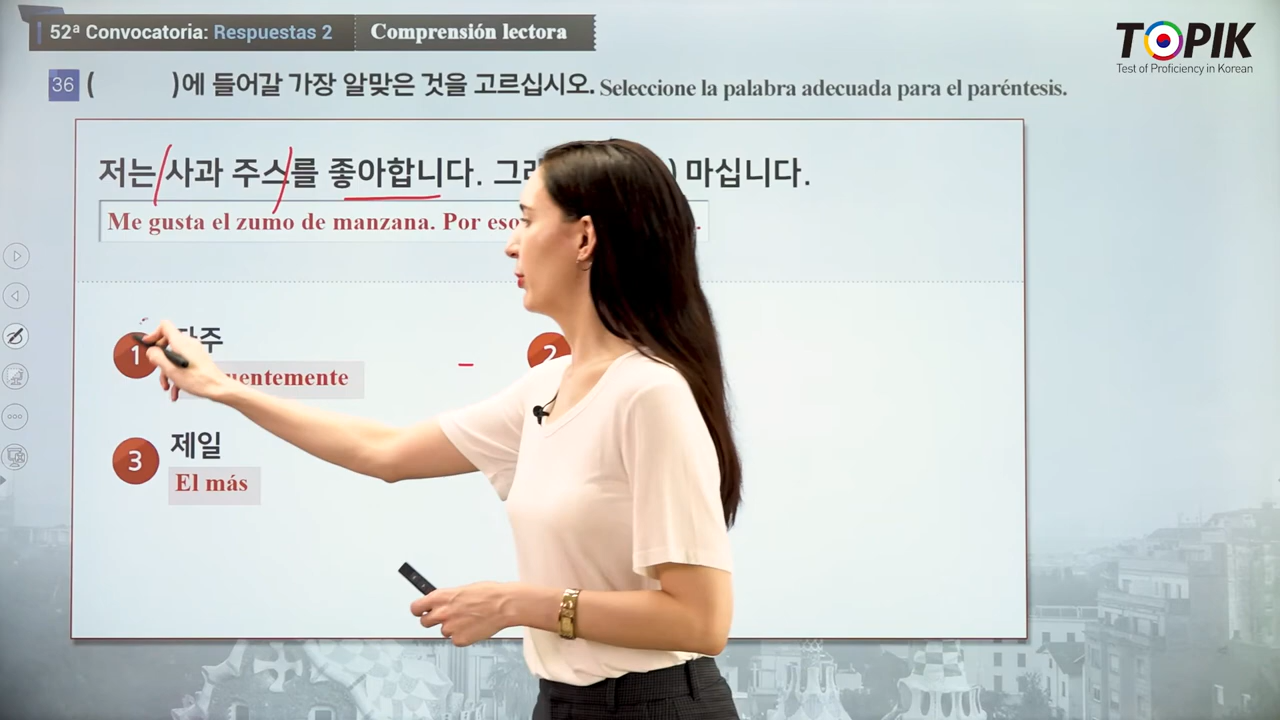 52ª Convocatoria: Respuestas 2 Comprensión lectora
TOPIK
Test of Proficiency in Korean
36 ( )에 들어갈 가장 알맞은 것을 고르십시오. Seleccione la palabra adecuada para el paréntesis.
저는 사과 주스를 좋아합니다. ) 마십니다.
Me gusta el zumo de manzana. Por eso
1
2
3 제일
El más